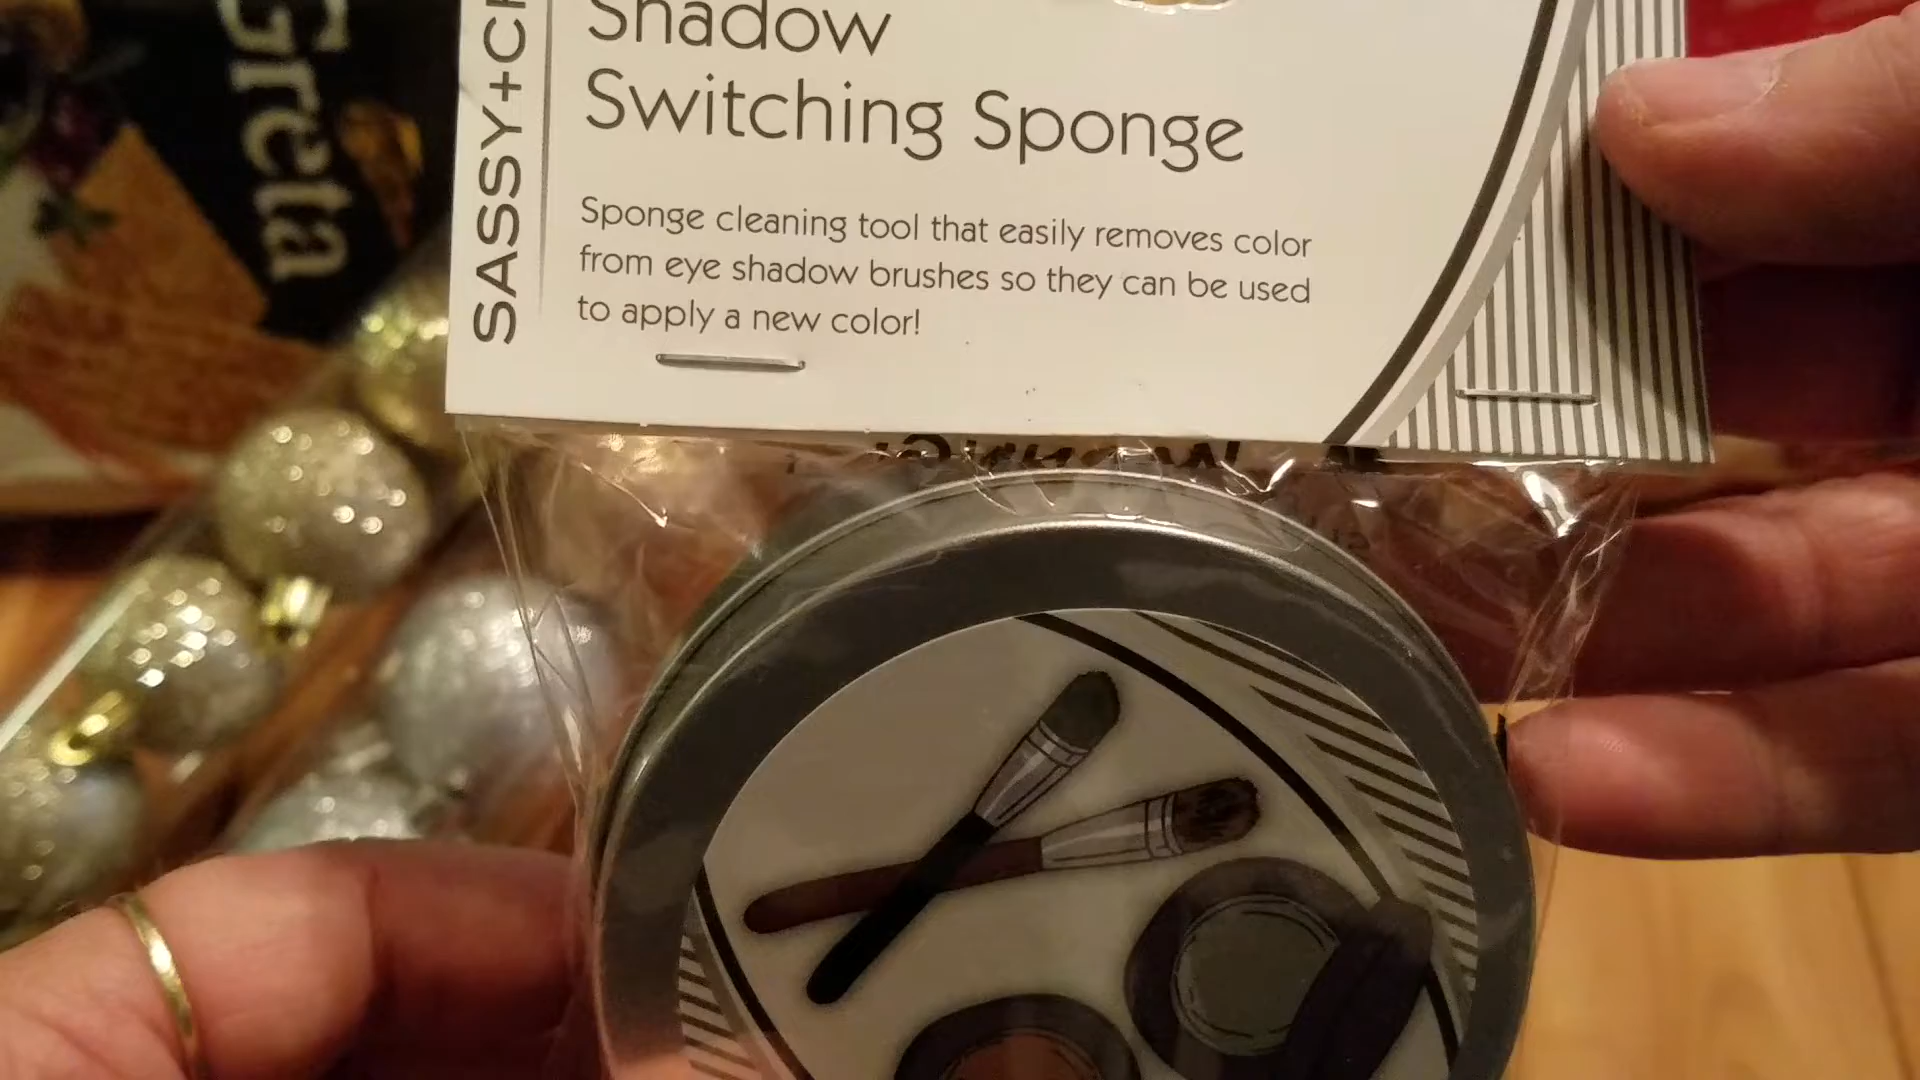 Shadow
Switching Sponge
Sponge cleaning tool that easily removes color
from eye shadow brushes so they can be used
to apply a new color!
SASSY+CH
Greta